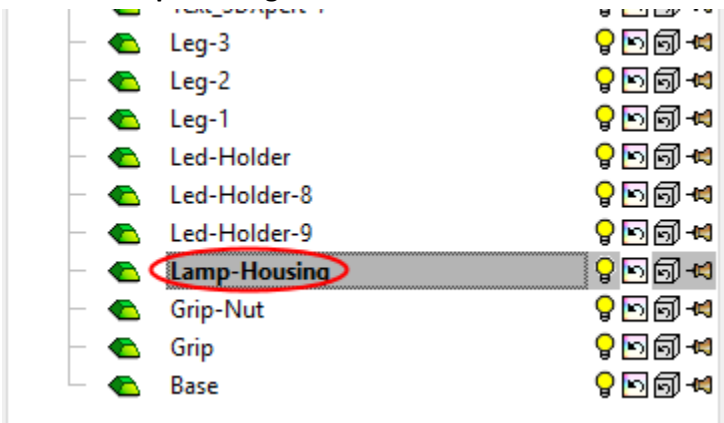 Leg-3
Leg-2
Leg-1
Led-Holder
Led-Holder-8
Led-Holder-9
Lamp-Housing
Grip-Nut
Grip
Base